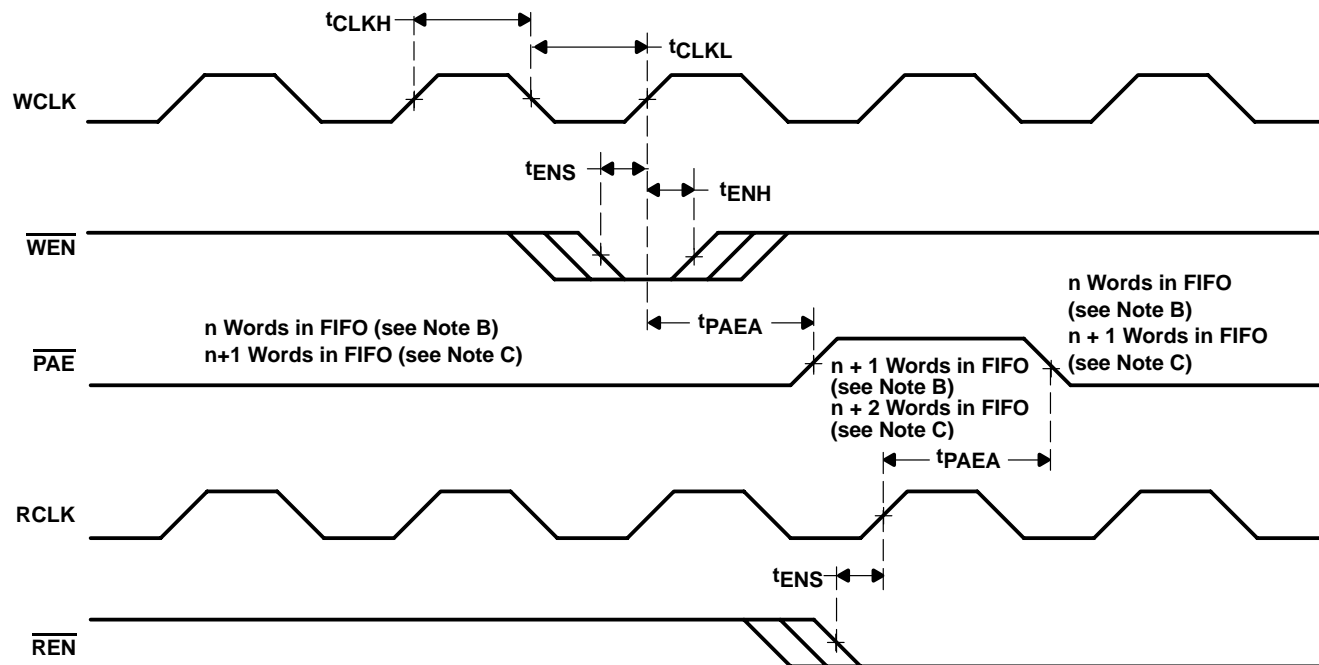 tCLKH
tCLKL
WCLK
tENS
tENH
WEN
n Words in FIFO (see Note B)
n+1 Words in FIFO (see Note C)
tPAEA
n Words in FIFO
(see Note B)
n + 1 Words in FIFO
(see Note C)
PAE
n + 1 Words in FIFO
(see Note B)
n + 2 Words in FIFO
(see Note C)
tPAEA
RCLK
tENS
REN